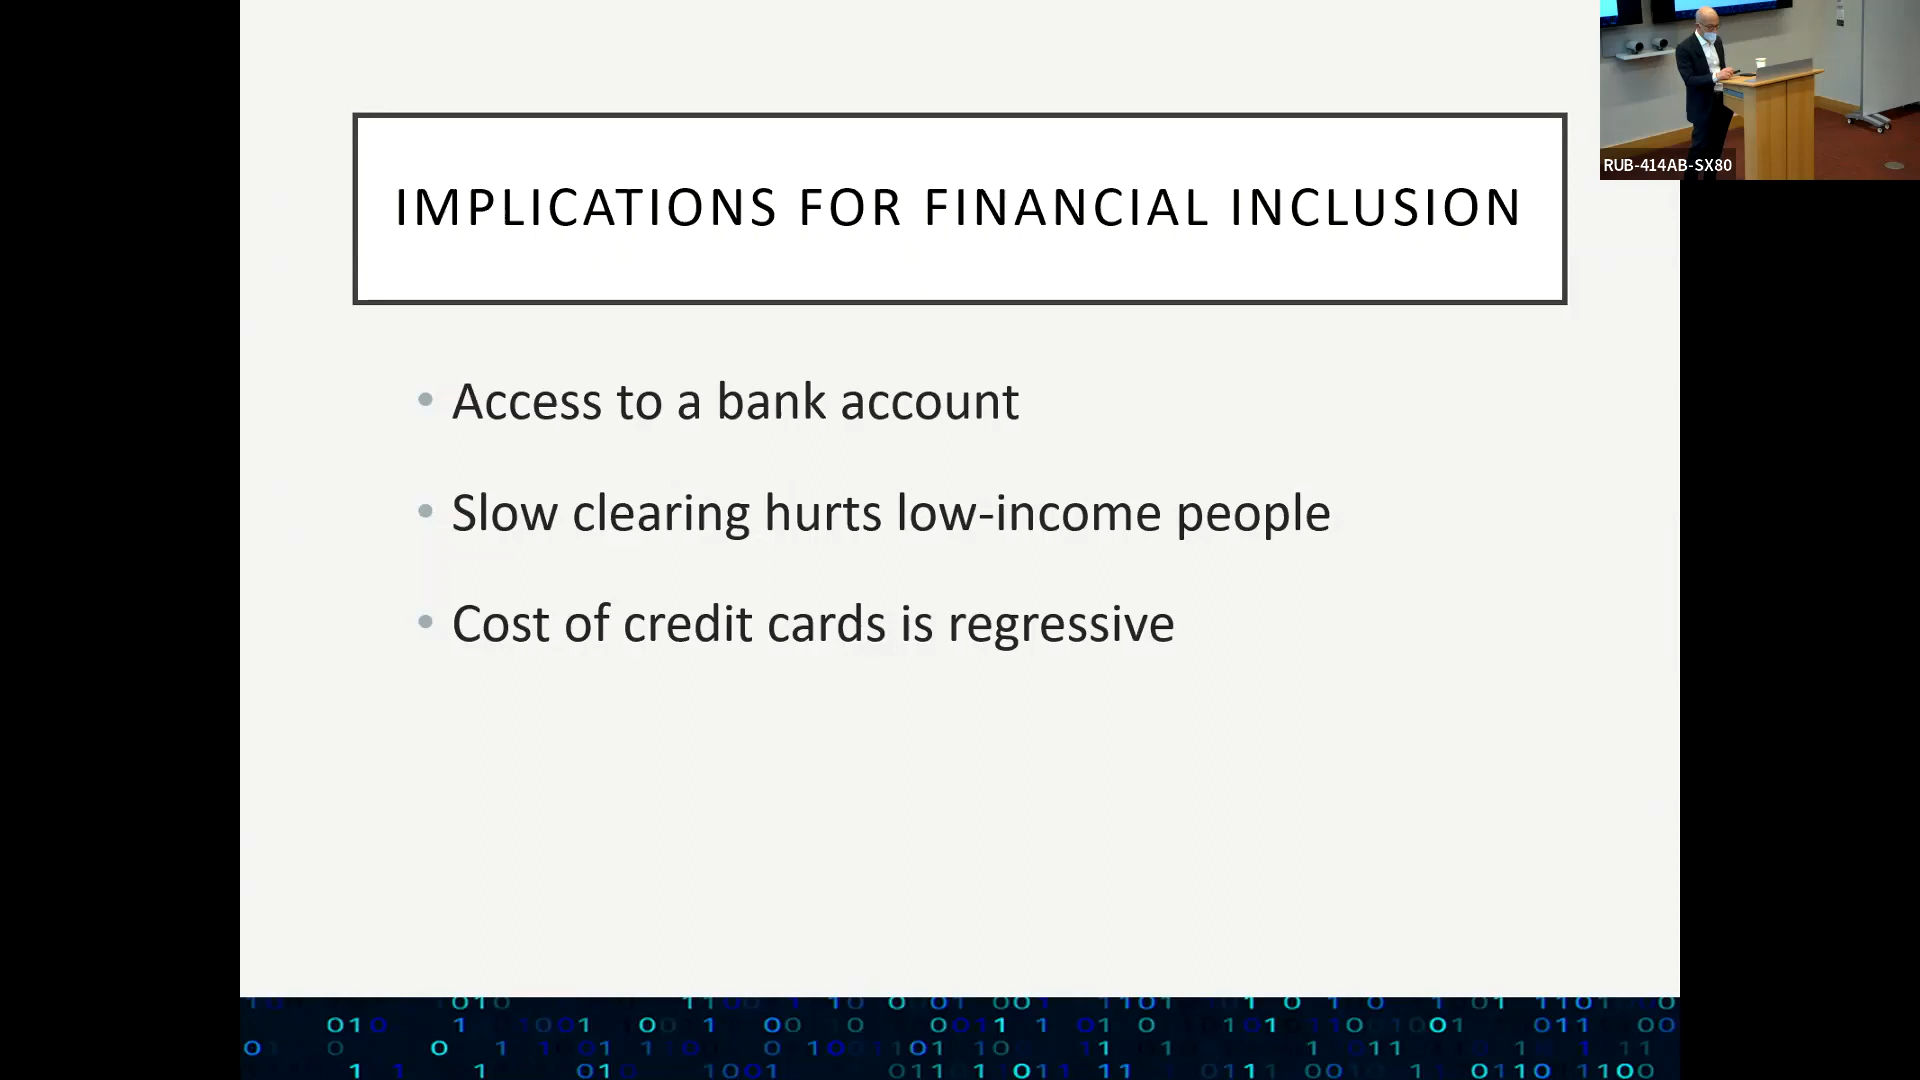 IMPLICATIONS FOR FINANCIAL INCLUSION
• Access to a bank account
• Slow clearing hurts low-income people
• Cost of credit cards is regressive
RUB-414AB-SX80